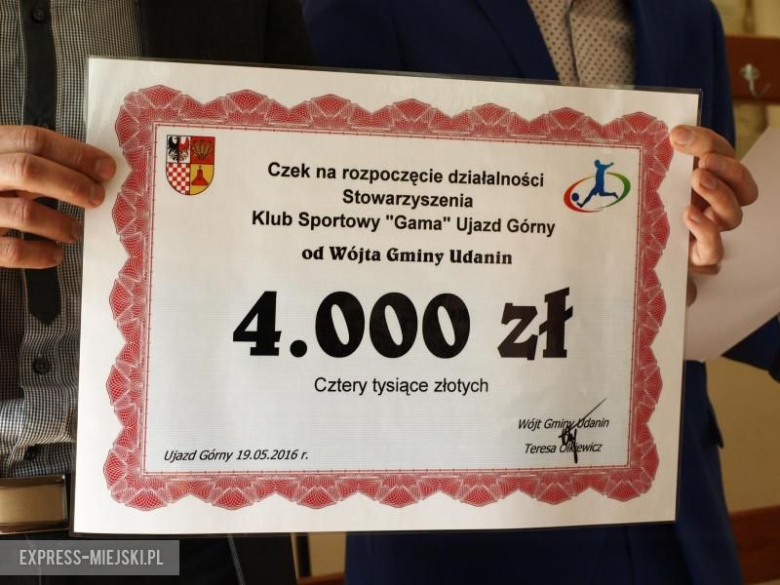 Czek na rozpoczęcie działalności
Stowarzyszenia
Klub Sportowy "Gama" Ujazd Górny
od Wójta Gminy Udanin
4.000 zł
Cztery tysiące złotych
Wójt Gminy Udanin
Teresa Olkiewicz
Ujazd Górny 19.05.2016 r.
EXPRESS-MIEJSKI.PL